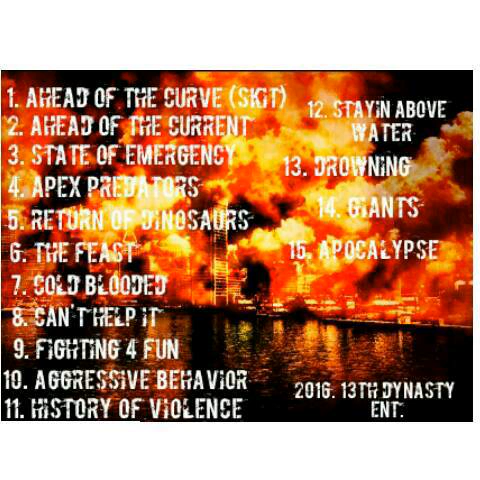 1. AHEAD OF THE CURVE (SKIT)
2. AHEAD OF THE CURRENT
3. STATE OF EMERGENCY
4. APEX PREDATORS
5. RETURN OF DINOSAURS
6. THE FEAST
7. COLD BLOODED
8. CAN'T HELP IT
9. FIGHTING 4 FUN
10. AGGRESSIVE BEHAVIOR
11. HISTORY OF VIOLENCE
12. STAYIN ABOVE
WATER
13. DROWNING
14. GIANTS
15. APOCALYPSE
2016. 13TH DYNASTY
ENT.